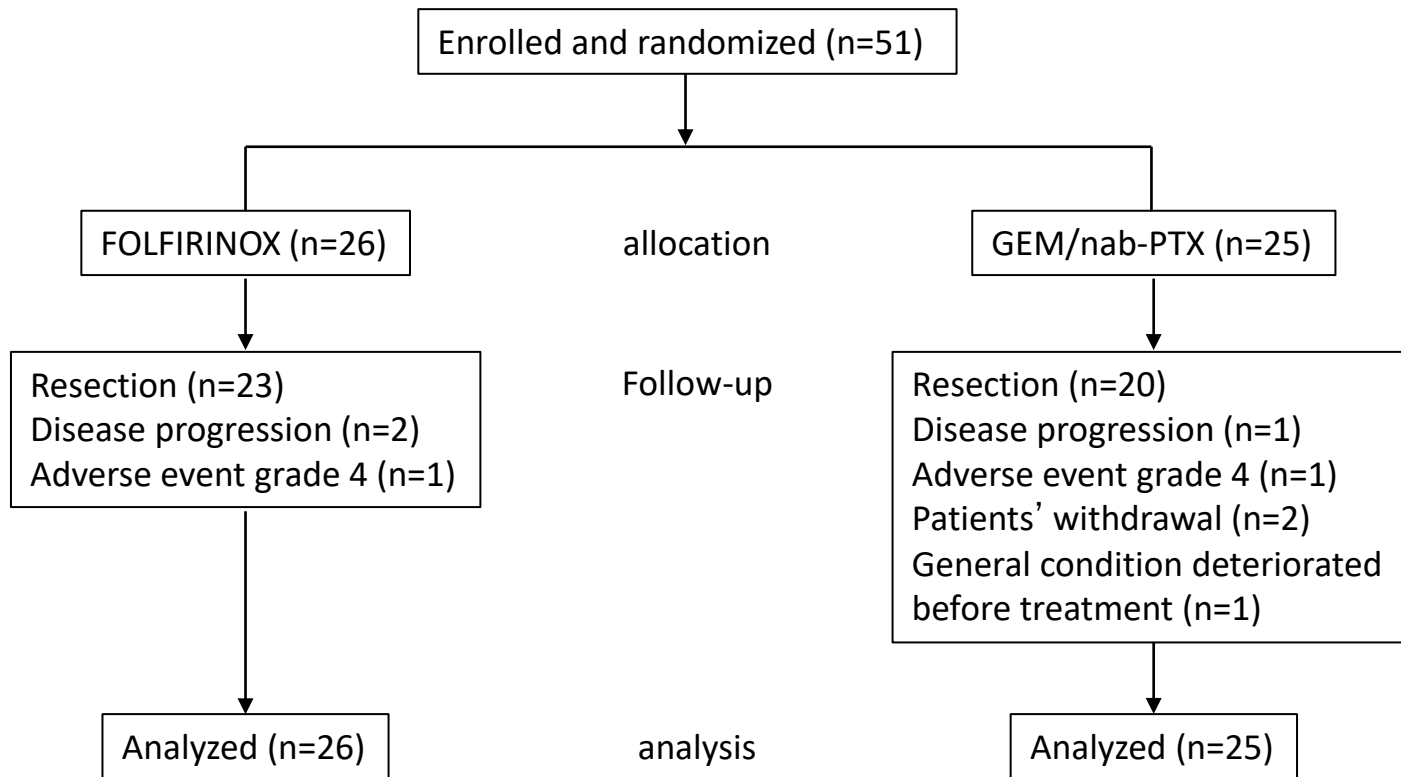 Enrolled and randomized (n=51)
FOLFIRINOX (n=26)
allocation
GEM/nab-PTX (n=25)
Resection (n=23)
Disease progression (n=2)
Adverse event grade 4 (n=1)
Follow-up
Resection (n=20)
Disease progression (n=1)
Adverse event grade 4 (n=1)
Patients’ withdrawal (n=2)
General condition deteriorated
before treatment (n=1)
Analyzed (n=26)
analysis
Analyzed (n=25)